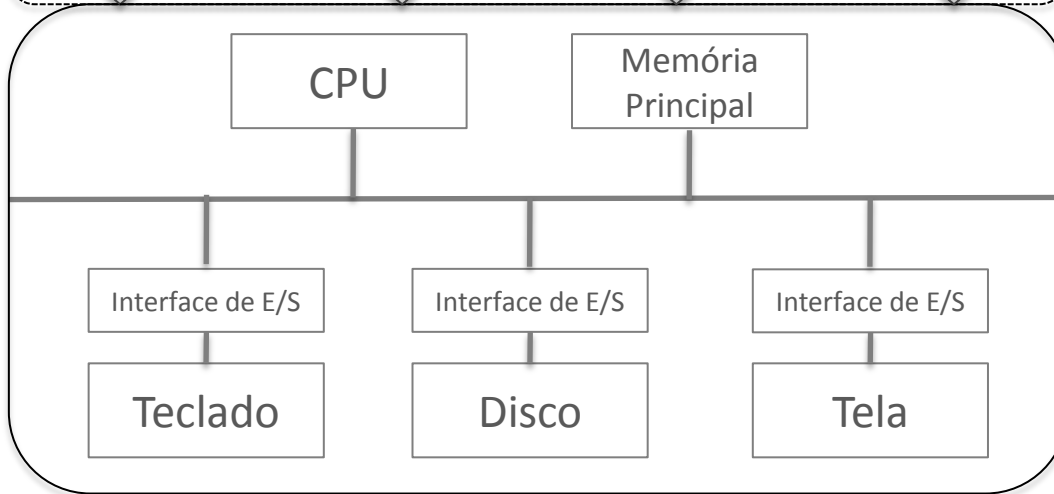 CPU
Memória
Principal
Interface de E/S
Interface de E/S
Interface de E/S
Teclado
Disco
Tela